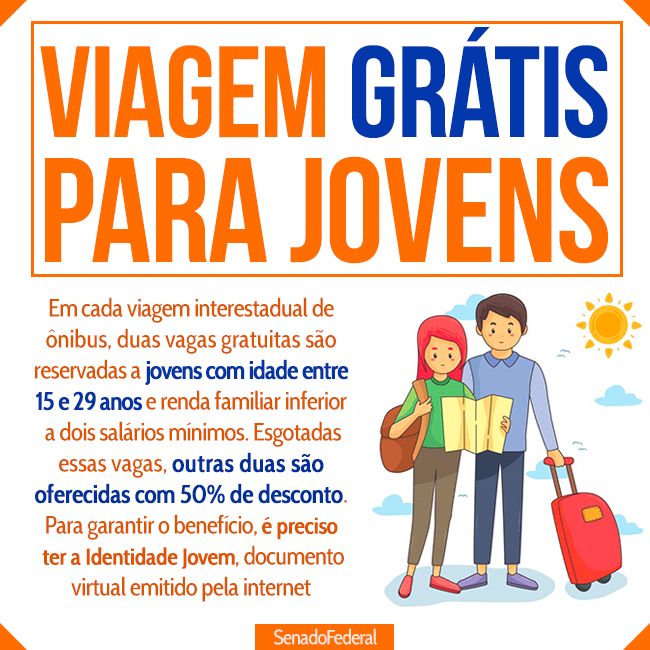 VIAGEM GRÁTIS
PARA JOVENS
Em cada viagem interestadual de
ônibus, duas vagas gratuitas são
reservadas a jovens com idade entre
15 e 29 anos e renda familiar inferior
a dois salários mínimos. Esgotadas
essas vagas, outras duas são
oferecidas com 50% de desconto.
Para garantir o benefício, é preciso
ter a Identidade Jovem, documento
virtual emitido pela internet
SenadoFederal